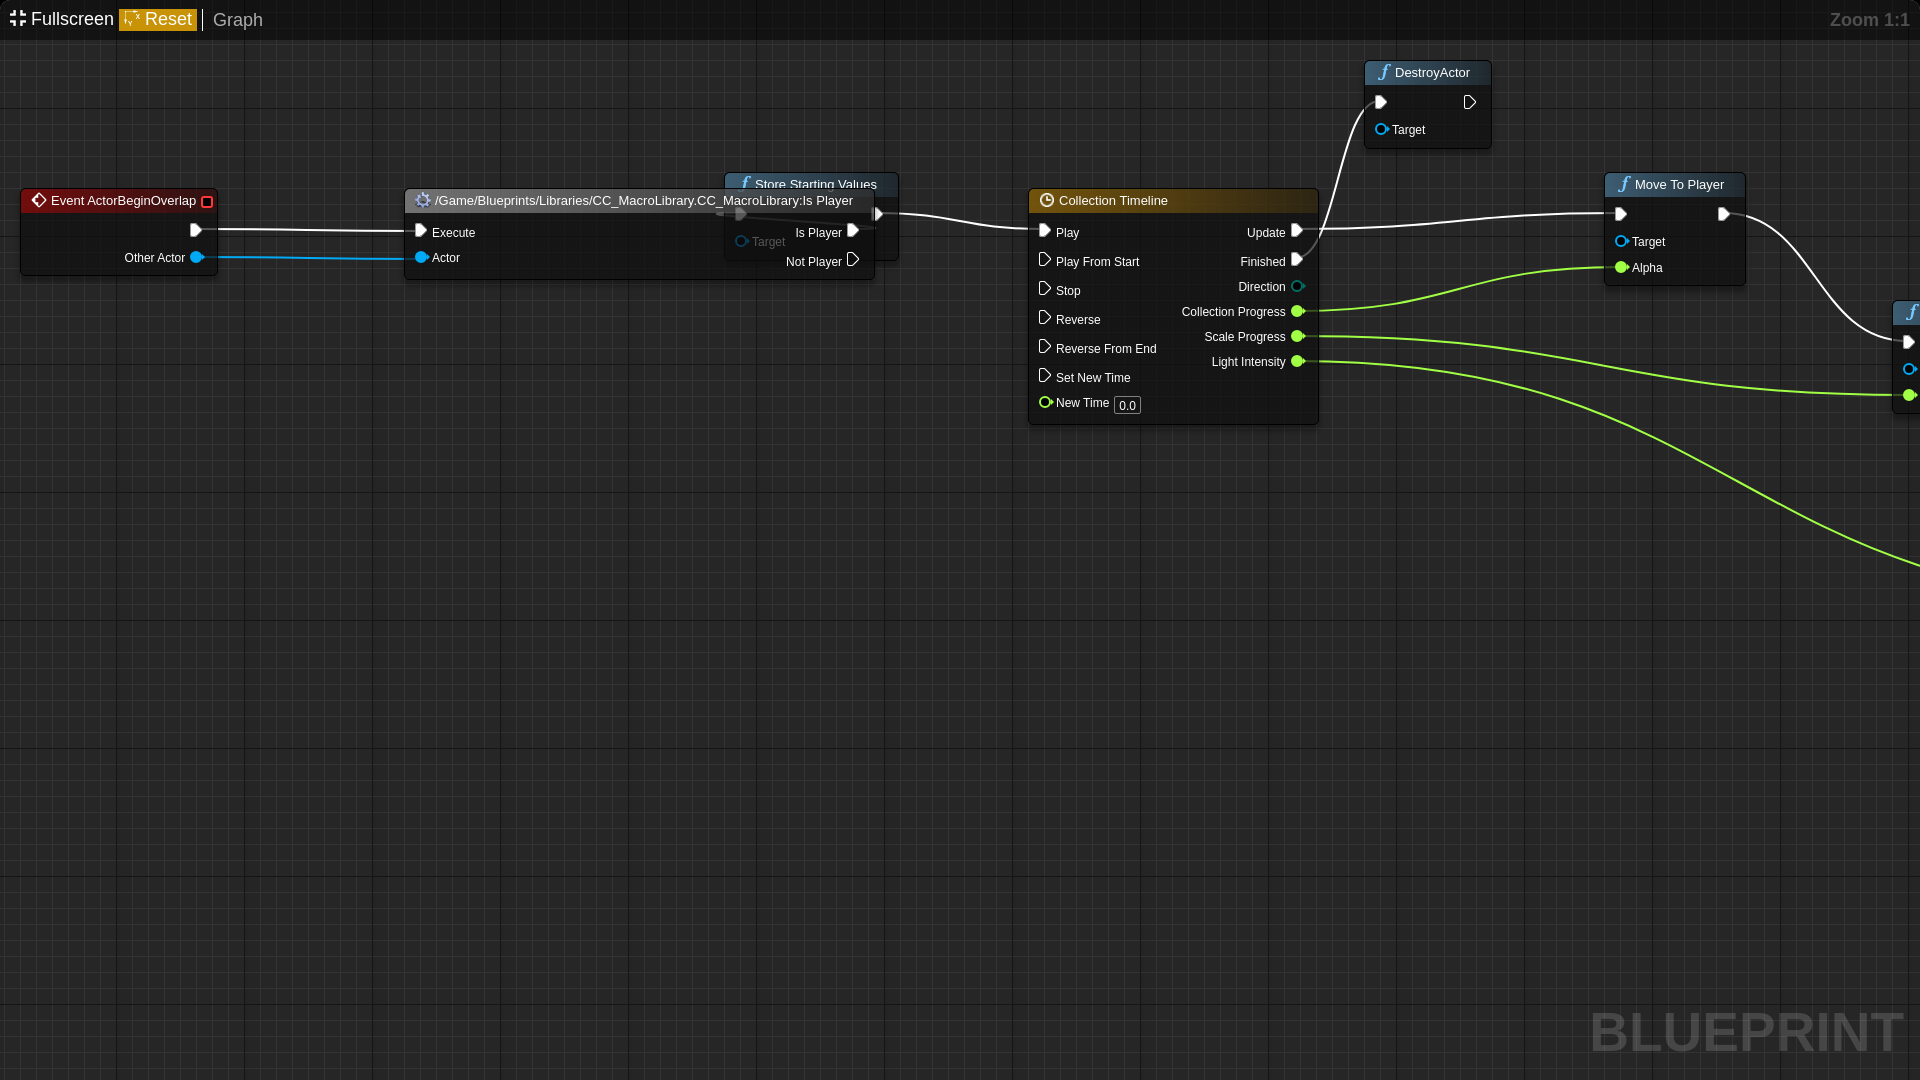 Fullscreen Reset Graph Zoom 1:1
DestroyActor
Target
Store Starting Values
Target
Event ActorBeginOverlap
Other Actor
/Game/Blueprints/Libraries/CC_MacroLibrary.CC_MacroLibrary:Is Player
Execute Is Player
Actor Not Player
Collection Timeline
Play Update
Play From Start Finished
Stop Direction
Reverse Collection Progress
Reverse From End Scale Progress
Set New Time Light Intensity
New Time 0.0
Move To Player
Target
Alpha
f
BLUEPRINT